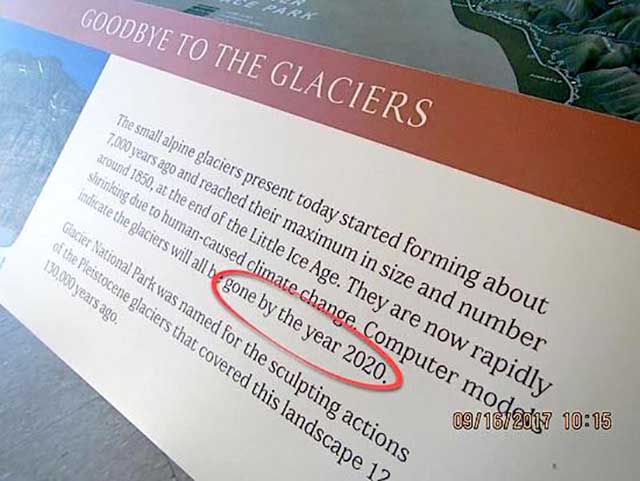 CE PARK
GOODBYE TO THE GLACIERS
The small alpine glaciers present today started forming about
7,000 years ago and reached their maximum in size and number
around 1850, at the end of the Little Ice Age. They are now rapidly
shrinking due to human-caused climate change. Computer models
indicate the glaciers will all be gone by the year 2020.
Glacier National Park was named for the sculpting actions
of the Pleistocene glaciers that covered this landscape 12
130,000 years ago.
09/16/2017 10:15